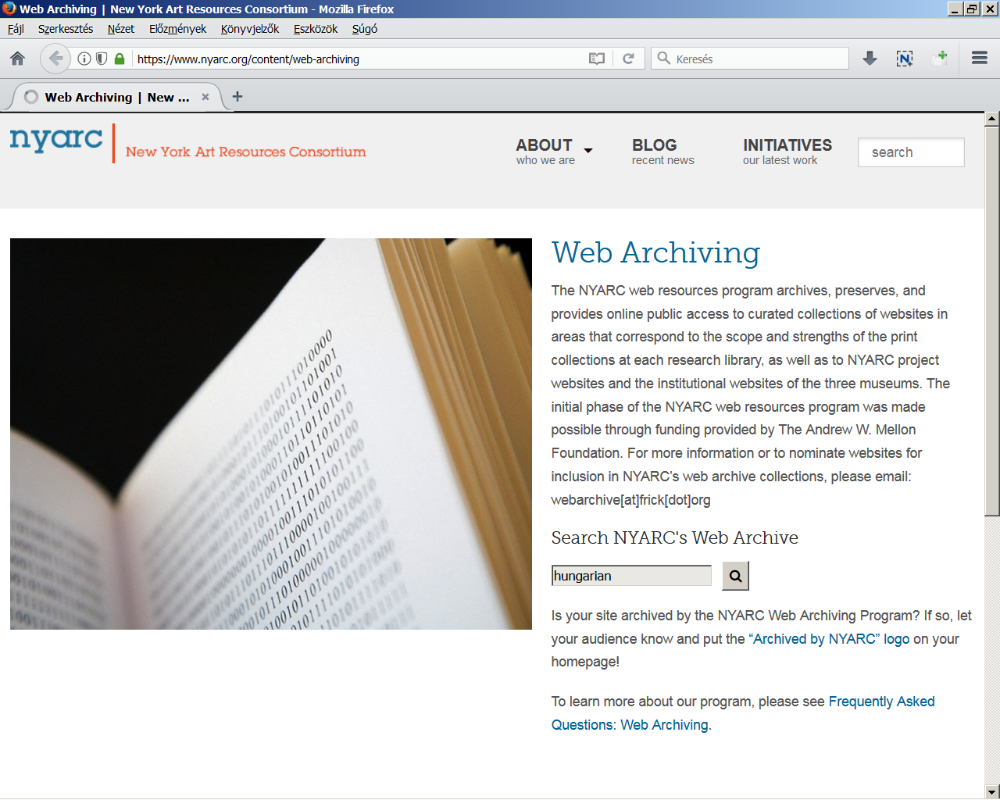 Web Archiving | New York Art Resources Consortium - Mozilla Firefox
Fájl Szerkesztés Nézet Előzmények Könyvjelzők Eszközök Súgó
https://www.nyarc.org/content/web-archiving
Keresés
Web Archiving | New ...
nyarc | New York Art Resources Consortium
ABOUT BLOG INITIATIVES
who we are recent news our latest work
search
Web Archiving
The NYARC web resources program archives, preserves, and
provides online public access to curated collections of websites in
areas that correspond to the scope and strengths of the print
collections at each research library, as well as to NYARC project
websites and the institutional websites of the three museums. The
initial phase of the NYARC web resources program was made
possible through funding provided by The Andrew W. Mellon
Foundation. For more information or to nominate websites for
inclusion in NYARC’s web archive collections, please email:
webarchive[at]frick[dot]org
Search NYARC's Web Archive
hungarian
Is your site archived by the NYARC Web Archiving Program? If so, let
your audience know and put the “Archived by NYARC” logo on your
homepage!
To learn more about our program, please see Frequently Asked
Questions: Web Archiving.